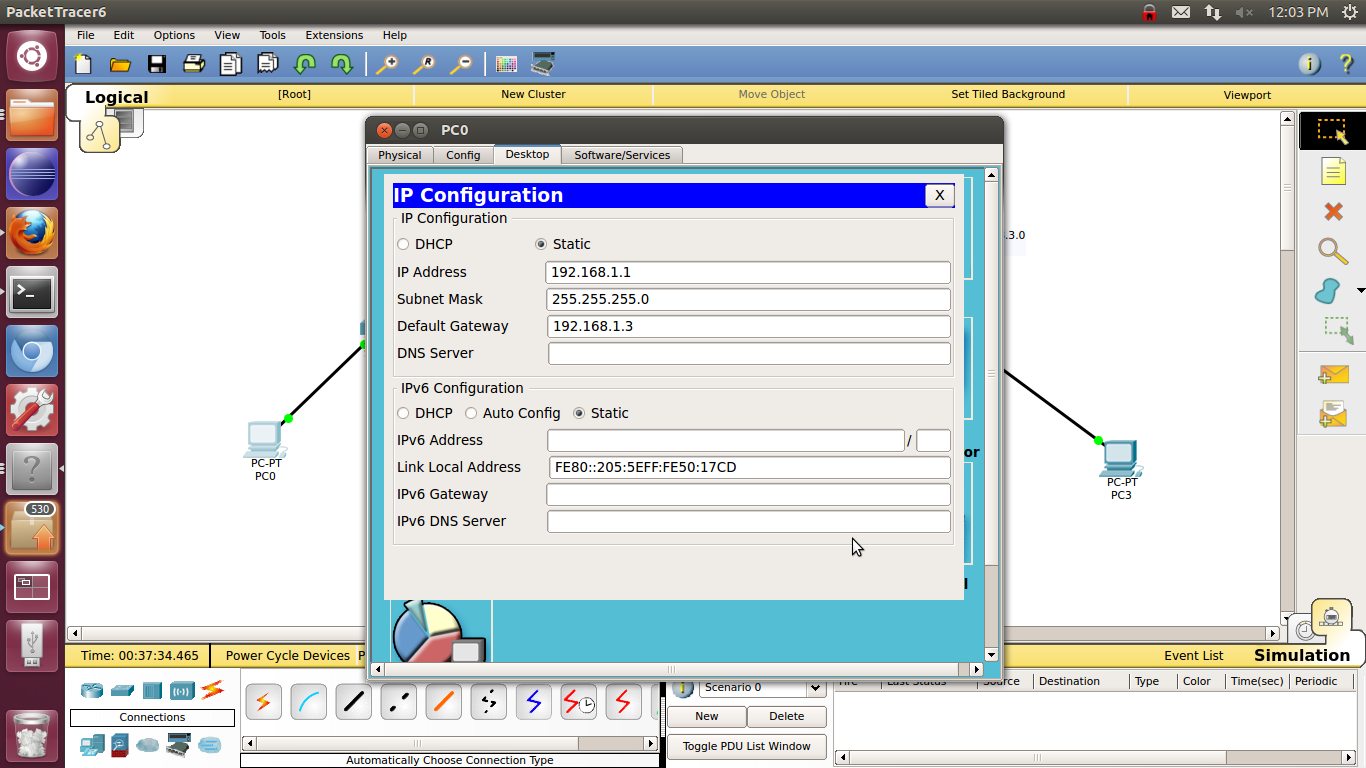 PacketTracer6
12:03 PM
File Edit Options View Tools Extensions Help
Logical
[Root]
New Cluster
Move Object
Set Tiled Background
Viewport
PC0
Physical Config Desktop Software/Services
IP Configuration
X
IP Configuration
DHCP Static
IP Address 192.168.1.1
Subnet Mask 255.255.255.0
Default Gateway 192.168.1.3
DNS Server
IPv6 Configuration
DHCP Auto Config Static
IPv6 Address /
Link Local Address FE80::205:5EFF:FE50:17CD
IPv6 Gateway
IPv6 DNS Server
.3.0
or
PC-PT
PC0
PC-PT
PC3
530
Time: 00:37:34.465 Power Cycle Devices
Event List Simulation
Connections
Automatically Choose Connection Type
Scenario 0
New Delete
Toggle PDU List Window
Fire Last Status Source Destination Type Color Time(sec) Periodic